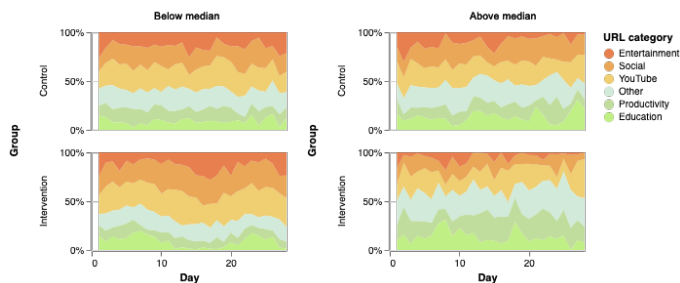 Below median
Above median
URL category
Entertainment
Social
YouTube
Other
Productivity
Education
Group
Control
100%
50%
0%
Intervention
100%
50%
0%
0
10
20
Day
Group
Control
100%
50%
0%
Intervention
100%
50%
0%
0
10
20
Day